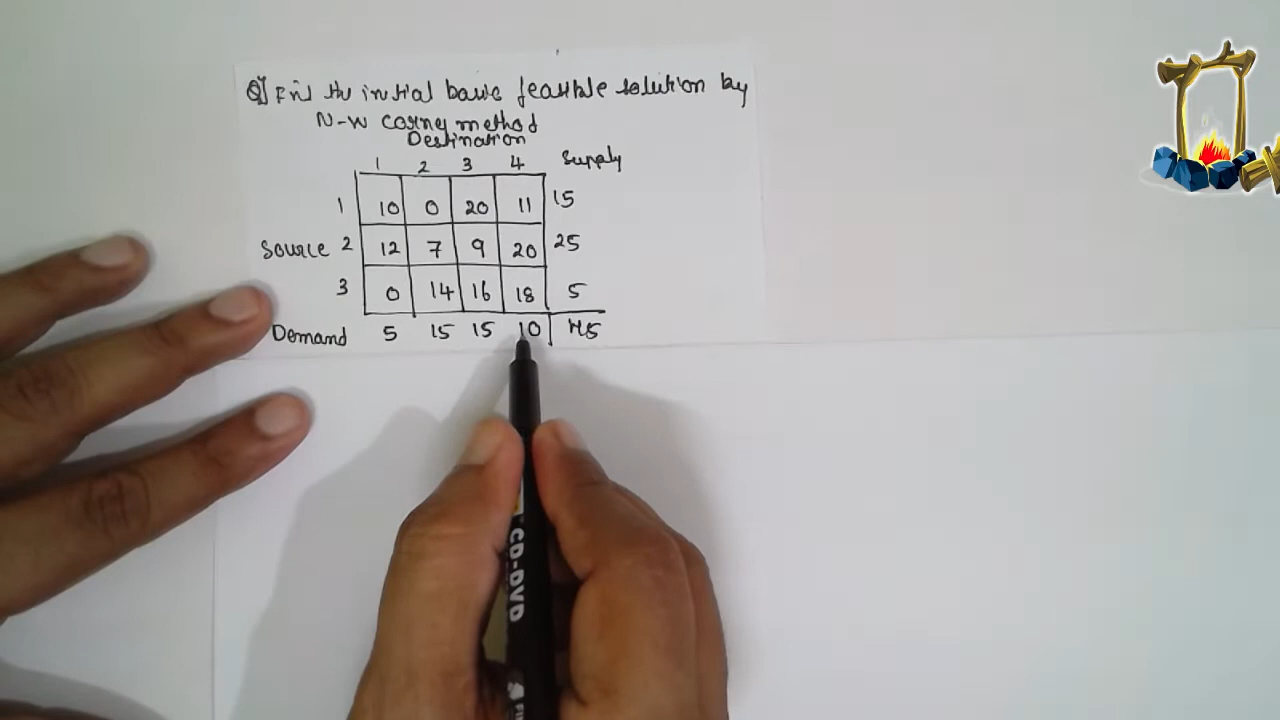 Q] Find the initial basic feasible solution by
N-W corner method
Destination
1 2 3 4 Supply
1 10 0 20 11 15
Source 2 12 7 9 20 25
3 0 14 16 18 5
Demand 5 15 15 10 45
CD-DVD